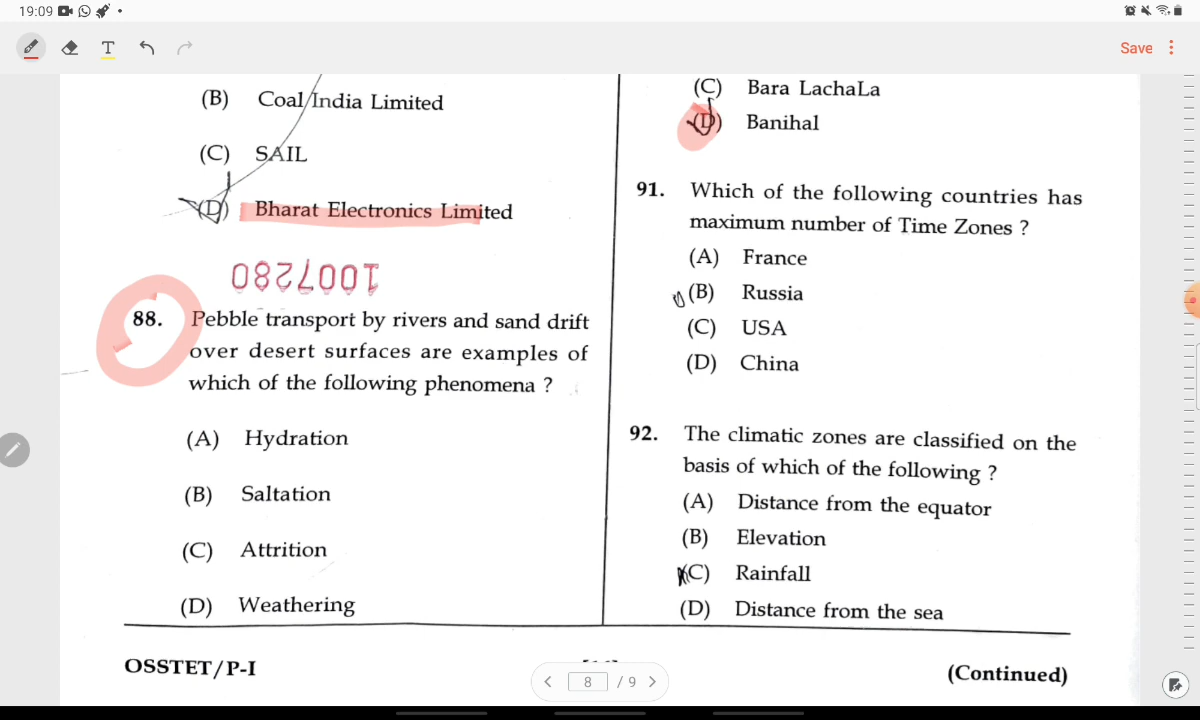 19:09
T
Save
(B) Coal India Limited
(C) SAIL
(D) Bharat Electronics Limited
1007280
88. Pebble transport by rivers and sand drift
over desert surfaces are examples of
which of the following phenomena ?
(A) Hydration
(B) Saltation
(C) Attrition
(D) Weathering
OSSTET/P-I
(C) Bara LachaLa
(D) Banihal
91. Which of the following countries has
maximum number of Time Zones ?
(A) France
(B) Russia
(C) USA
(D) China
92. The climatic zones are classified on the
basis of which of the following ?
(A) Distance from the equator
(B) Elevation
(C) Rainfall
(D) Distance from the sea
(Continued)
8 / 9